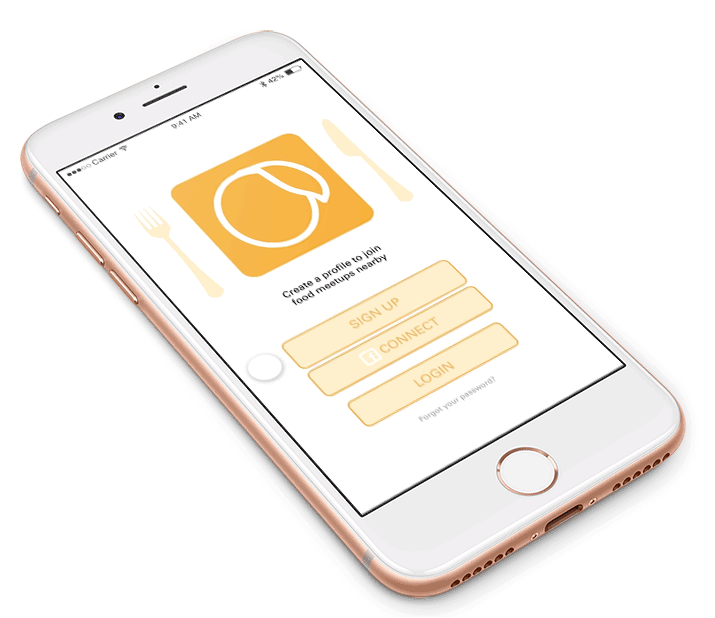 Carrier
9:41 AM
42%
Create a profile to join
food meetups nearby
SIGN UP
f CONNECT
LOGIN
Forgot your password?